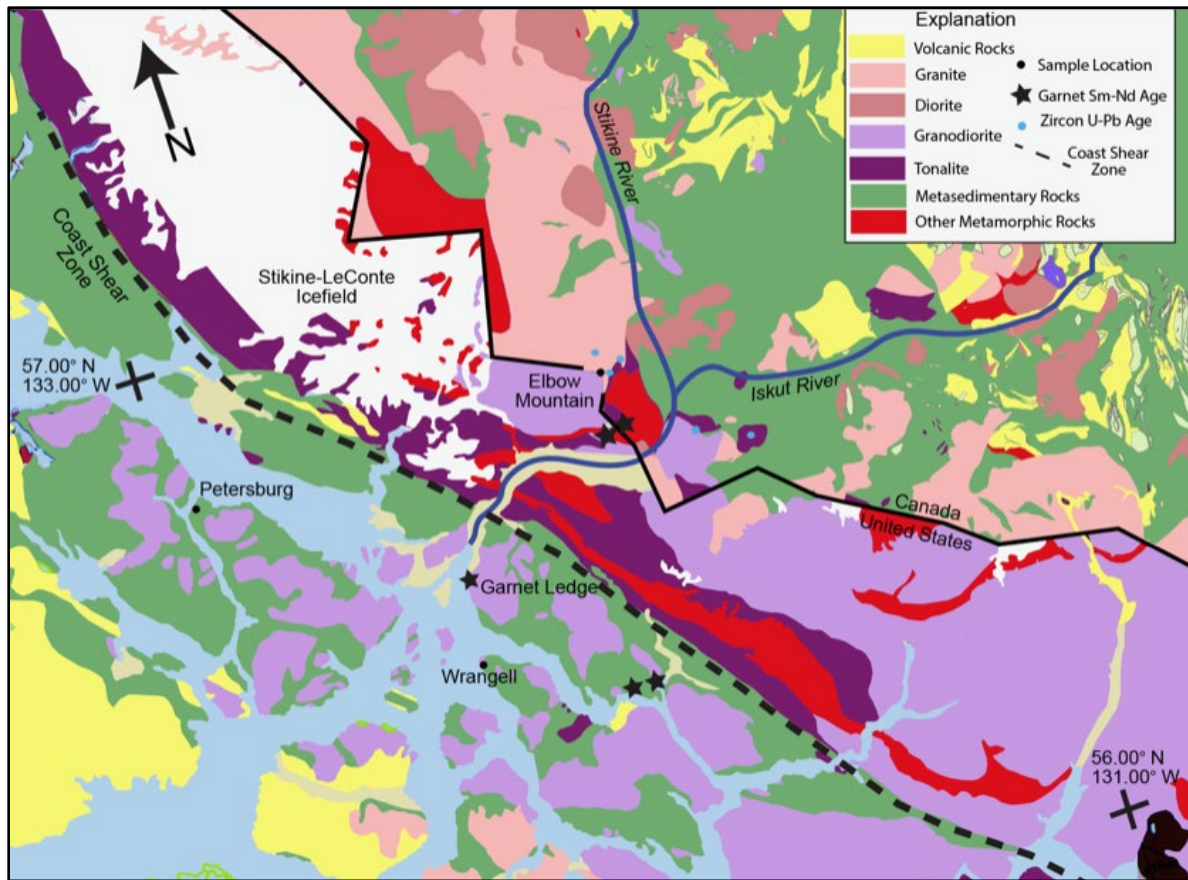 Explanation
Volcanic Rocks
Granite
Diorite
Granodiorite
Tonalite
Metasedimentary Rocks
Other Metamorphic Rocks
Sample Location
Garnet Sm-Nd Age
Zircon U-Pb Age
Coast Shear
Zone
N
Stikine River
Coast Shear
Zone
Stikine-LeConte
Icefield
57.00° N
133.00° W
Elbow
Mountain
Iskut River
Petersburg
Canada
United States
Garnet Ledge
Wrangell
56.00° N
131.00° W